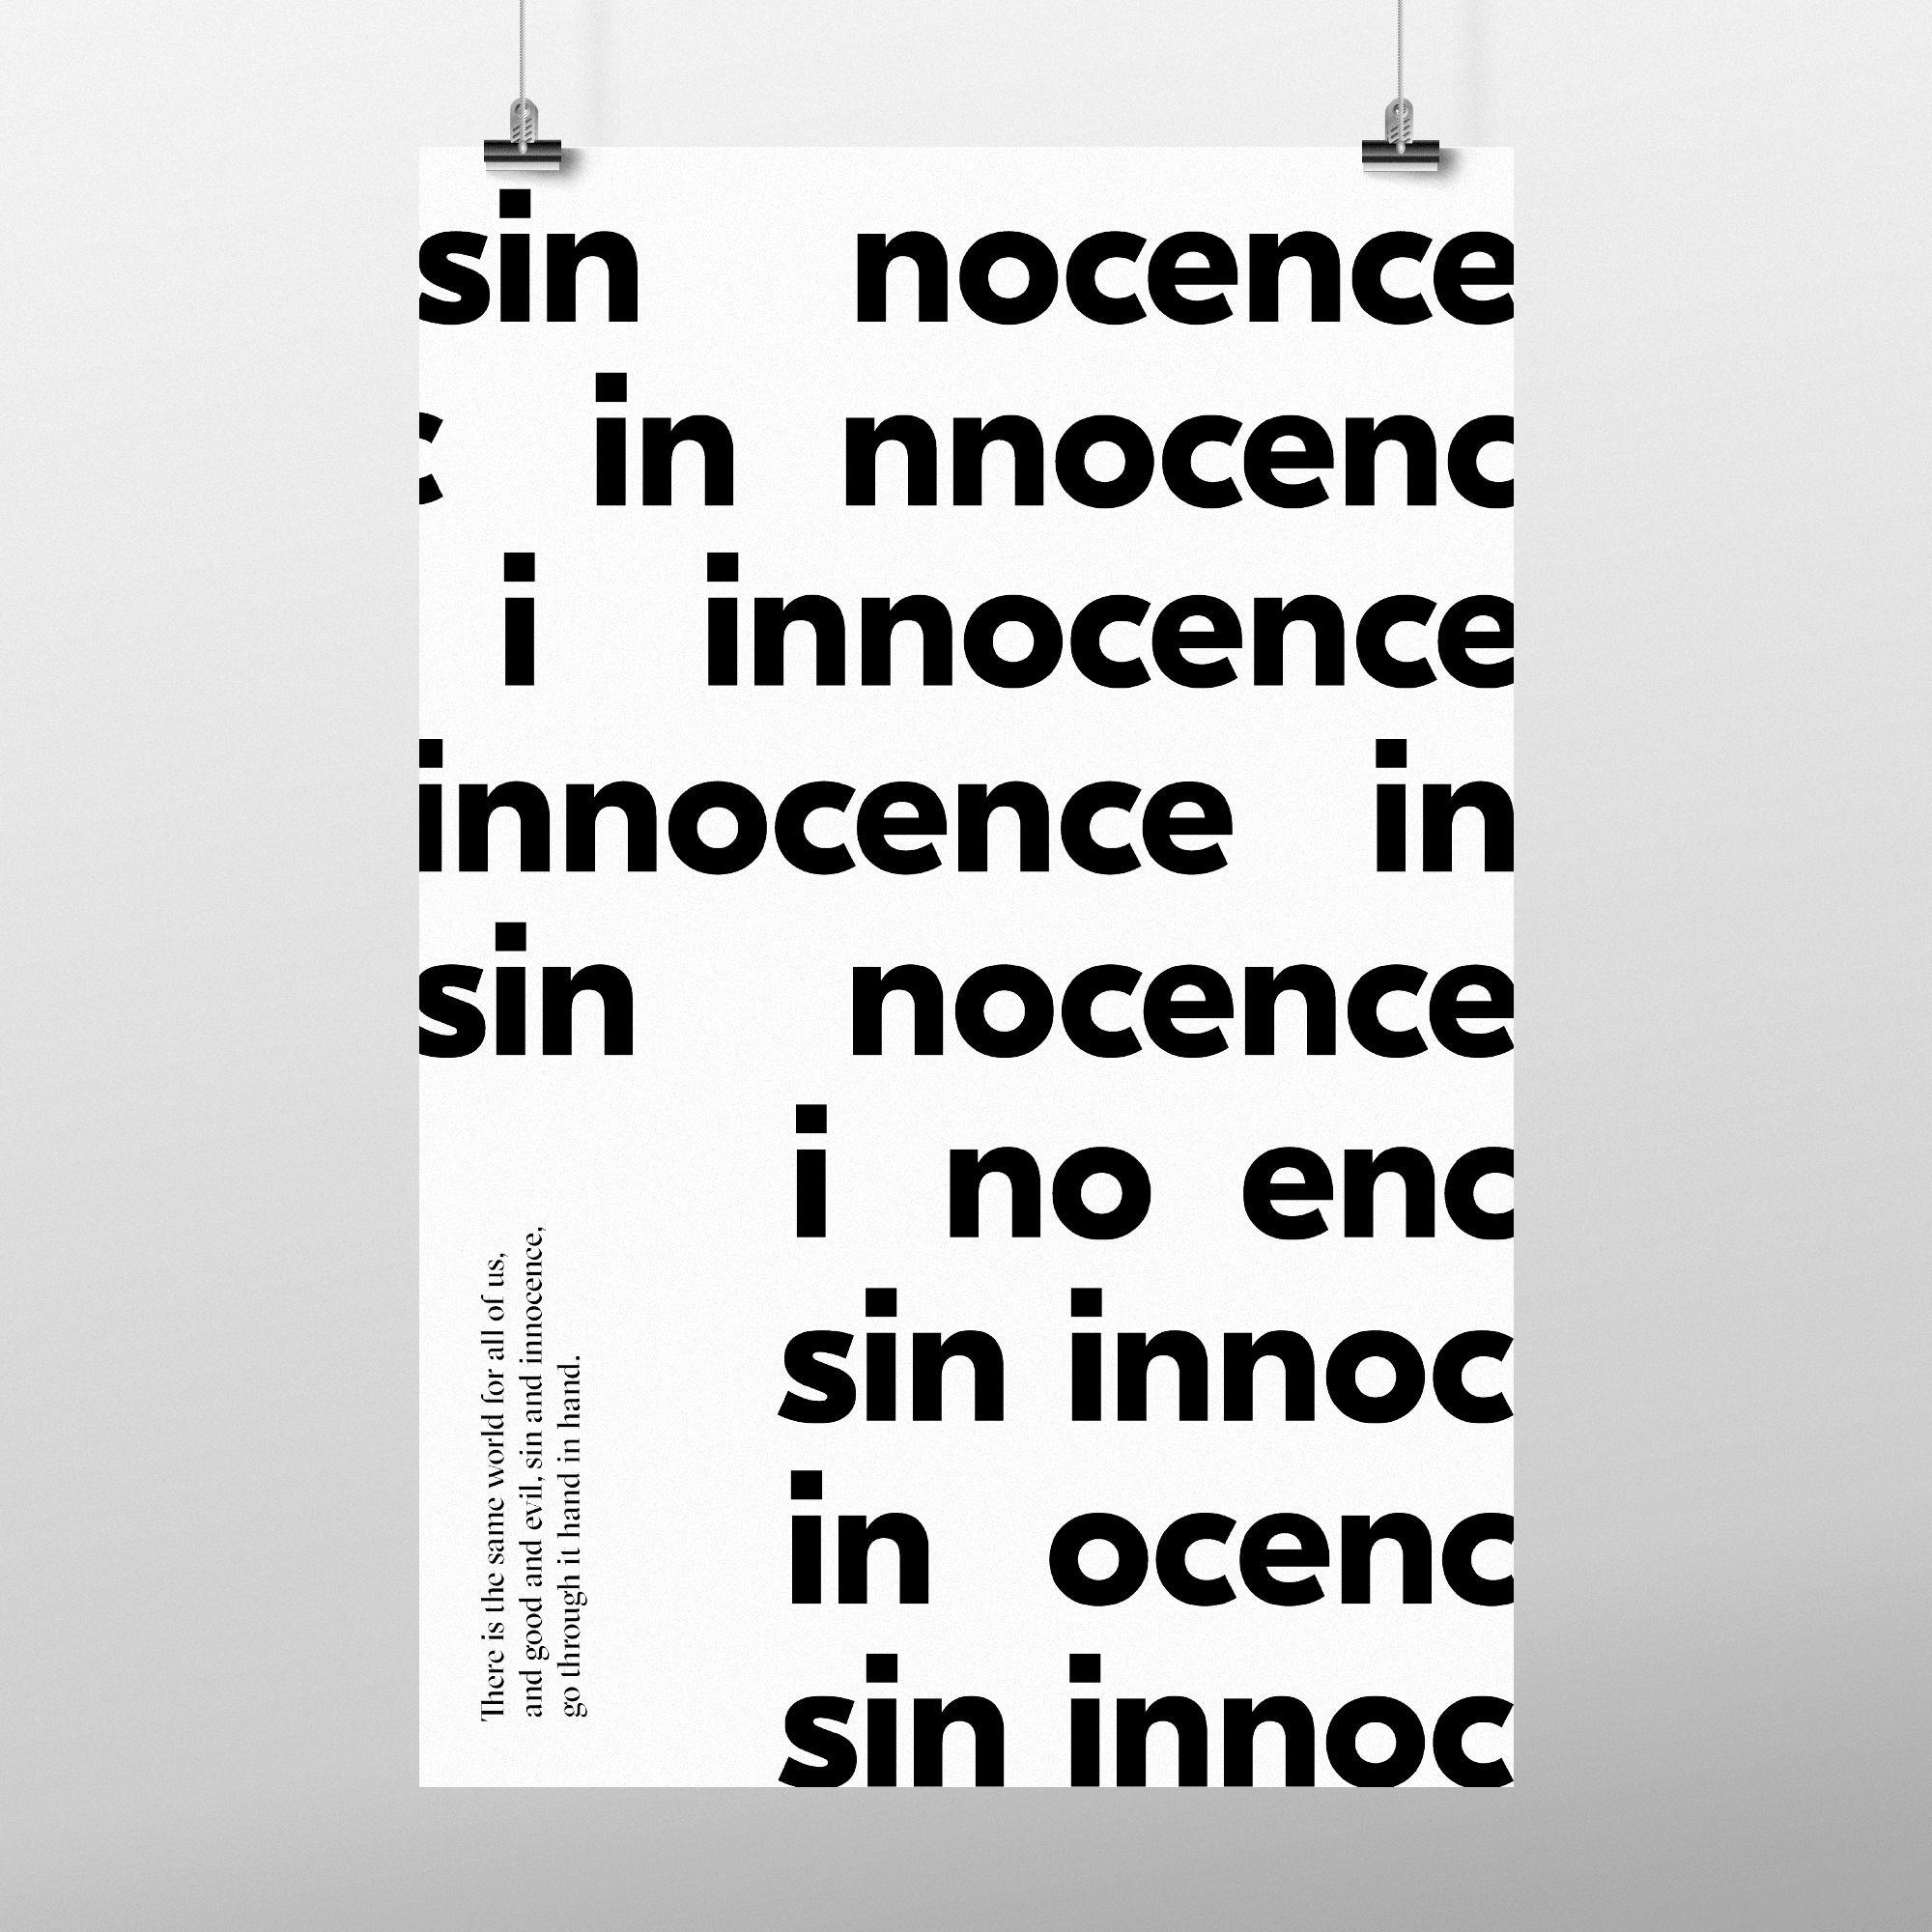 sin nocence
c in nnocenc
i innocence
innocence in
sin nocence
i no enc
sin innoc
in ocenc
sin innoc
There is the same world for all of us,
and good and evil, sin and innocence,
go through it hand in hand.